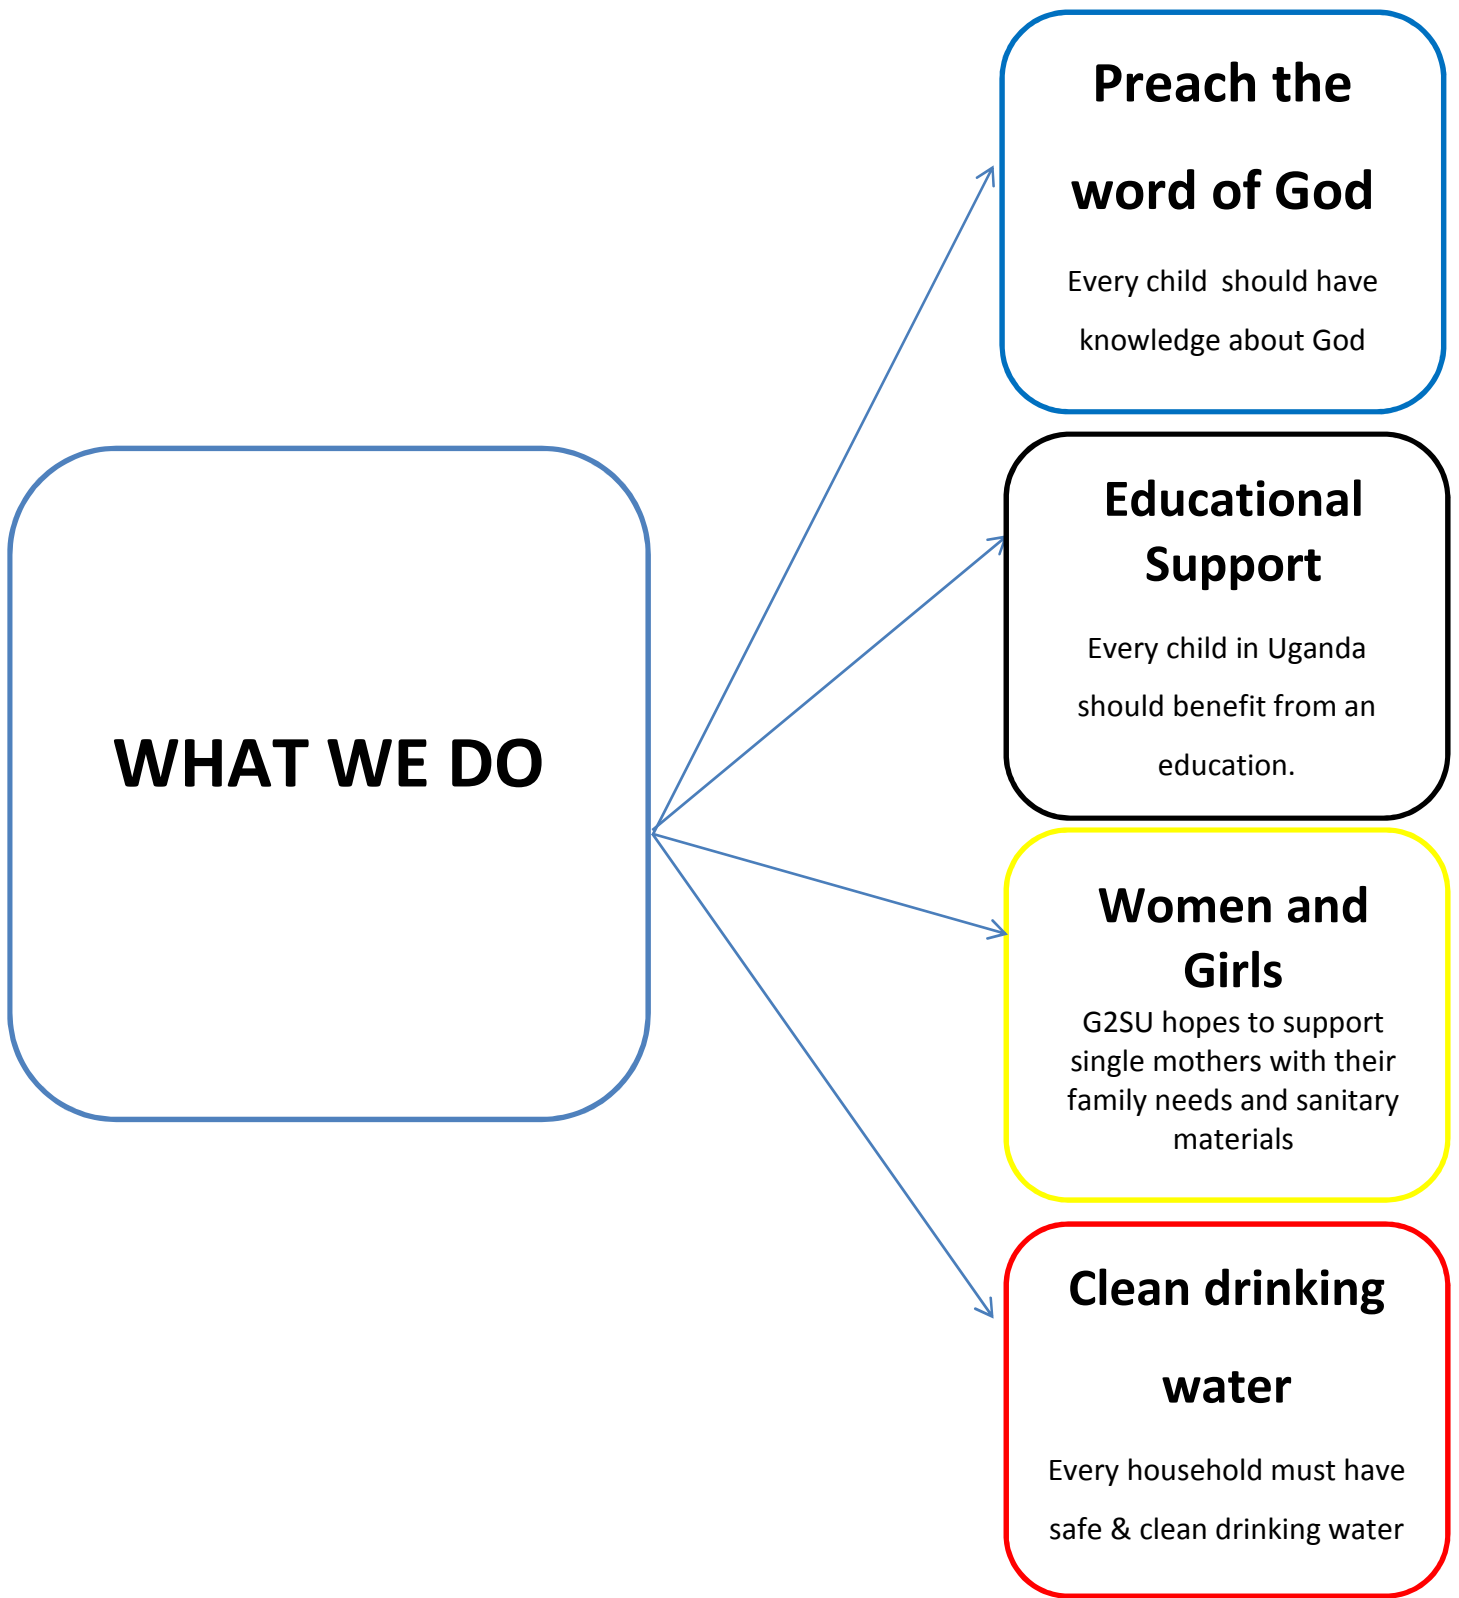 WHAT WE DO
Preach the
word of God
Every child  should have
knowledge about God
Educational
Support
Every child in Uganda
should benefit from an
education.
Women and
Girls
G2SU hopes to support
single mothers with their
family needs and sanitary
materials
Clean drinking
water
Every household must have
safe & clean drinking water